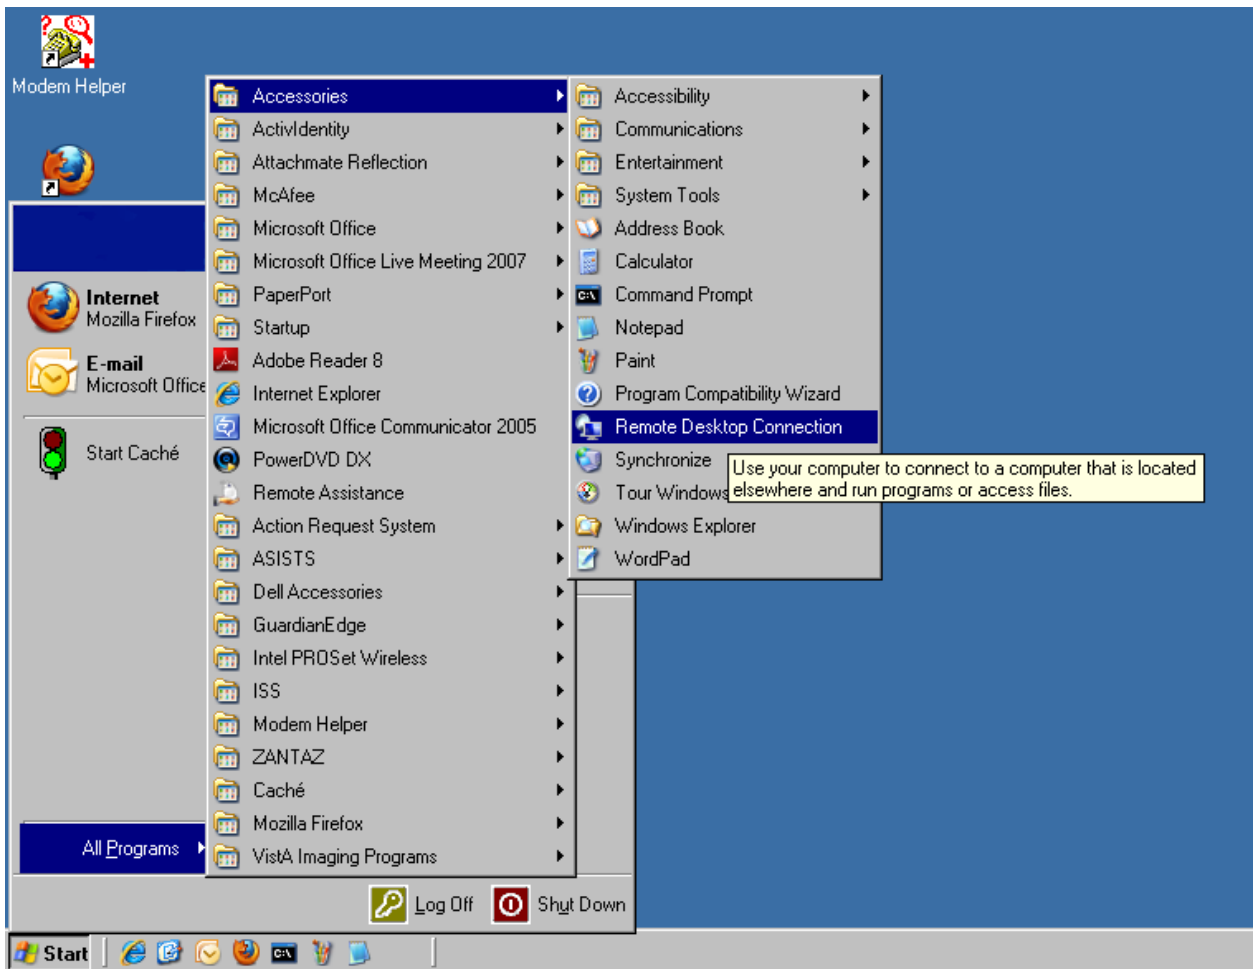 Modem Helper
Internet
Mozilla Firefox
E-mail
Microsoft Office
Start Caché
All Programs
Accessories
ActivIdentity
Attachmate Reflection
McAfee
Microsoft Office
Microsoft Office Live Meeting 2007
PaperPort
Startup
Adobe Reader 8
Internet Explorer
Microsoft Office Communicator 2005
PowerDVD DX
Remote Assistance
Action Request System
ASISTS
Dell Accessories
GuardianEdge
Intel PROSet Wireless
ISS
Modem Helper
ZANTAZ
Caché
Mozilla Firefox
VistA Imaging Programs
Accessibility
Communications
Entertainment
System Tools
Address Book
Calculator
Command Prompt
Notepad
Paint
Program Compatibility Wizard
Remote Desktop Connection
Synchronize
Tour Windows
Windows Explorer
WordPad
Use your computer to connect to a computer that is located
elsewhere and run programs or access files.
Log Off
Shut Down
Start